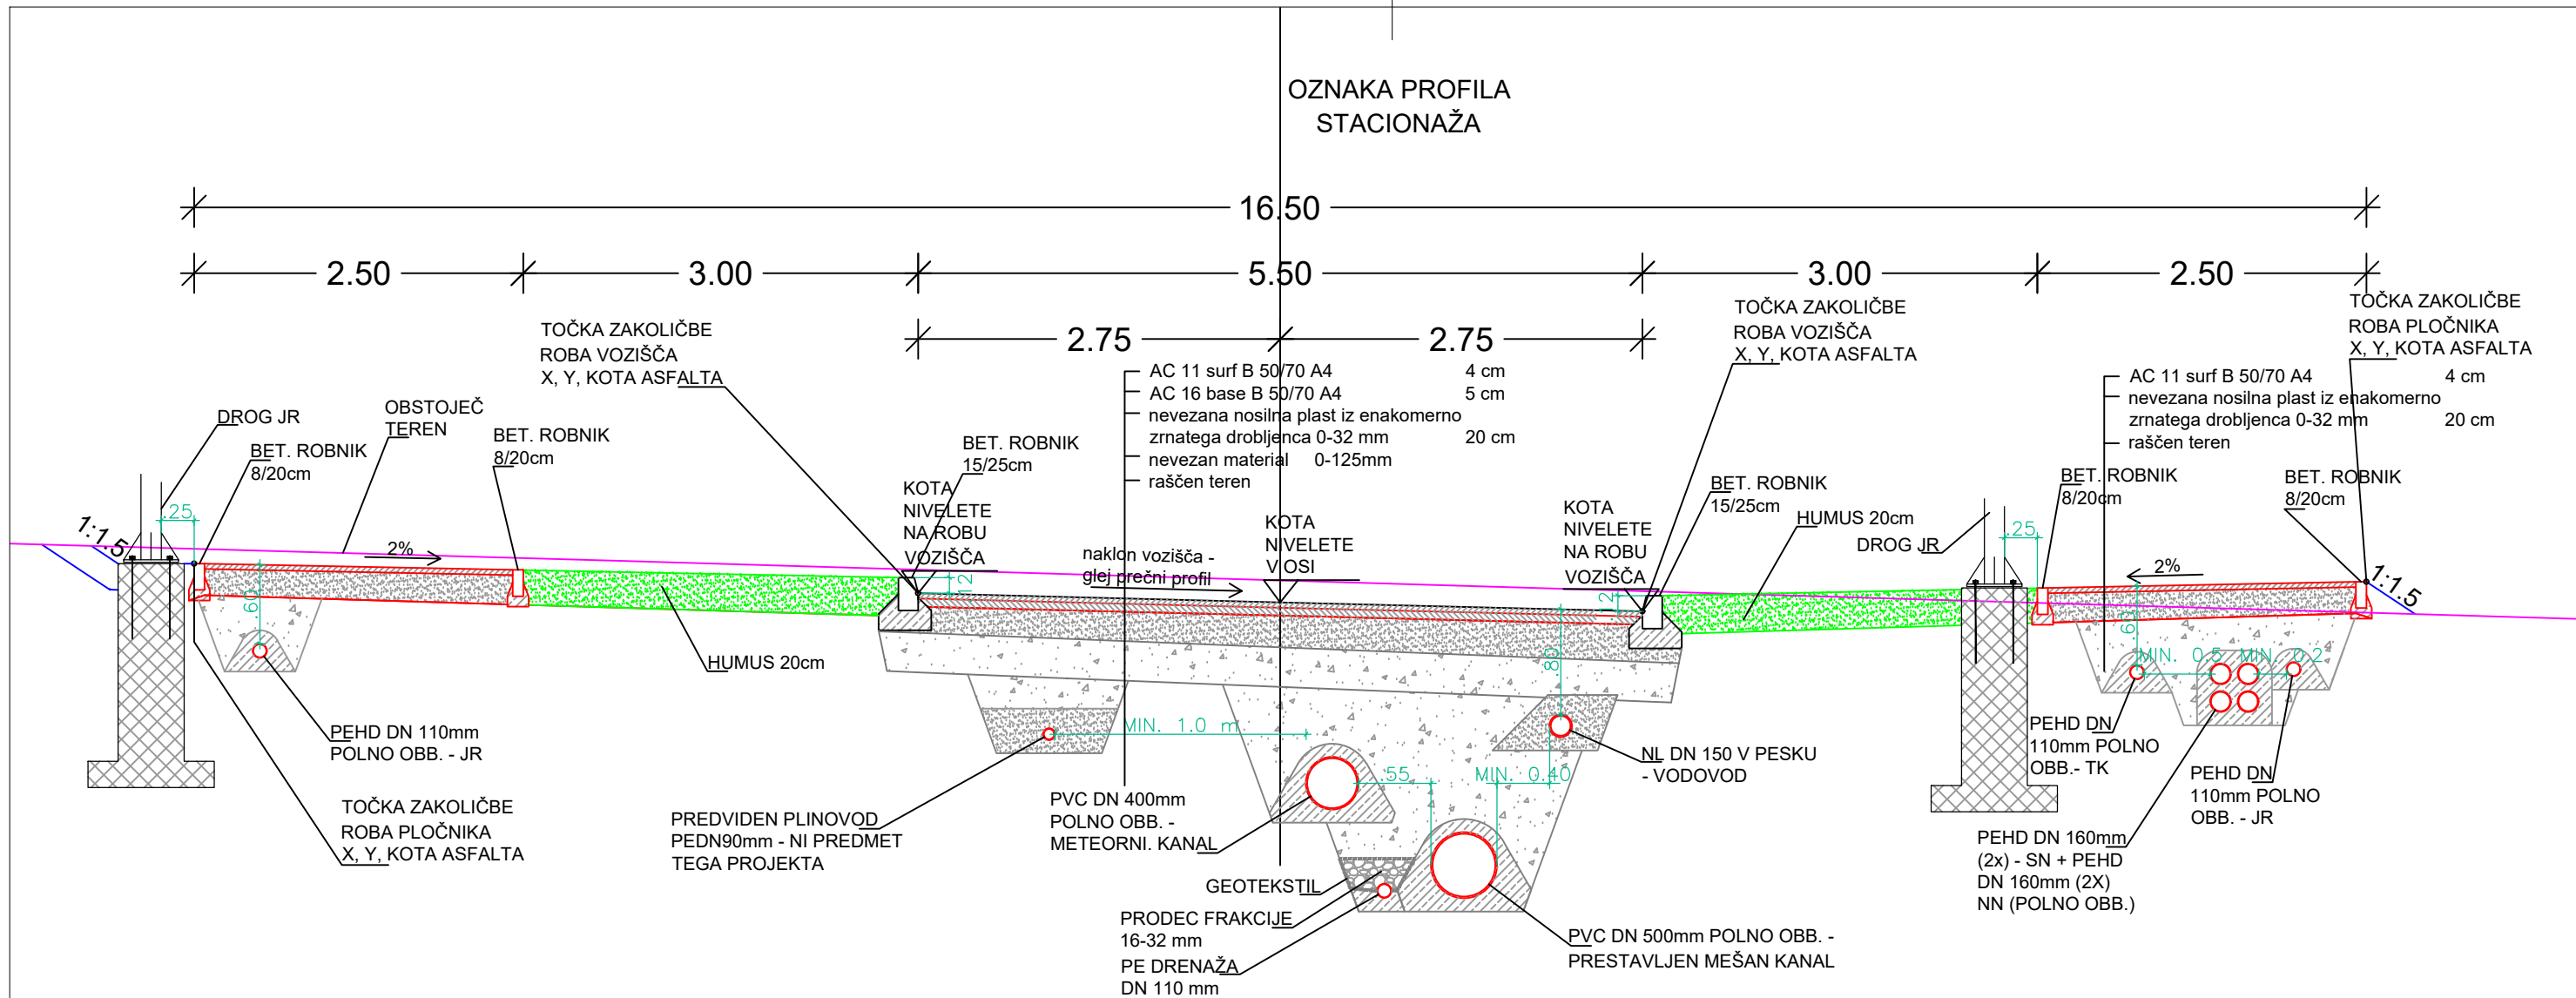 OZNAKA PROFILA
STACIONAŽA
16.50
2.50
3.00
5.50
3.00
2.50
2.75
2.75
TOČKA ZAKOLIČBE
ROBA VOZIŠČA
X, Y, KOTA ASFALTA
TOČKA ZAKOLIČBE
ROBA VOZIŠČA
X, Y, KOTA ASFALTA
TOČKA ZAKOLIČBE
ROBA PLOČNIKA
X, Y, KOTA ASFALTA
AC 11 surf B 50/70 A4 4 cm
AC 16 base B 50/70 A4 5 cm
nevezana nosilna plast iz enakomerno
zrnatega drobljenca 0-32 mm 20 cm
nevezan material 0-125mm
raščen teren
AC 11 surf B 50/70 A4 4 cm
nevezana nosilna plast iz enakomerno
zrnatega drobljenca 0-32 mm 20 cm
raščen teren
DROG JR
OBSTOJEČ
TEREN
BET. ROBNIK
8/20cm
BET. ROBNIK
8/20cm
BET. ROBNIK
15/25cm
KOTA
NIVELETE
NA ROBU
VOZIŠČA
KOTA
NIVELETE
V OSI
KOTA
NIVELETE
NA ROBU
VOZIŠČA
BET. ROBNIK
15/25cm
HUMUS 20cm
DROG JR
BET. ROBNIK
8/20cm
BET. ROBNIK
8/20cm
1:1.5
.25
2%
.60
12
naklon vozišča -
glej prečni profil
12
.25
2%
1:1.5
.60
HUMUS 20cm
80
MIN. 0.5
MIN. 0.2
MIN. 1.0 m
.55
MIN. 0.40
PEHD DN 110mm
POLNO OBB. - JR
TOČKA ZAKOLIČBE
ROBA PLOČNIKA
X, Y, KOTA ASFALTA
PREDVIDEN PLINOVOD
PEDN90mm - NI PREDMET
TEGA PROJEKTA
PVC DN 400mm
POLNO OBB. -
METEORNI. KANAL
NL DN 150 V PESKU
- VODOVOD
PEHD DN
110mm POLNO
OBB.- TK
PEHD DN
110mm POLNO
OBB. - JR
PEHD DN 160mm
(2x) - SN + PEHD
DN 160mm (2X)
NN (POLNO OBB.)
GEOTEKSTIL
PRODEC FRAKCIJE
16-32 mm
PE DRENAŽA
DN 110 mm
PVC DN 500mm POLNO OBB. -
PRESTAVLJEN MEŠAN KANAL